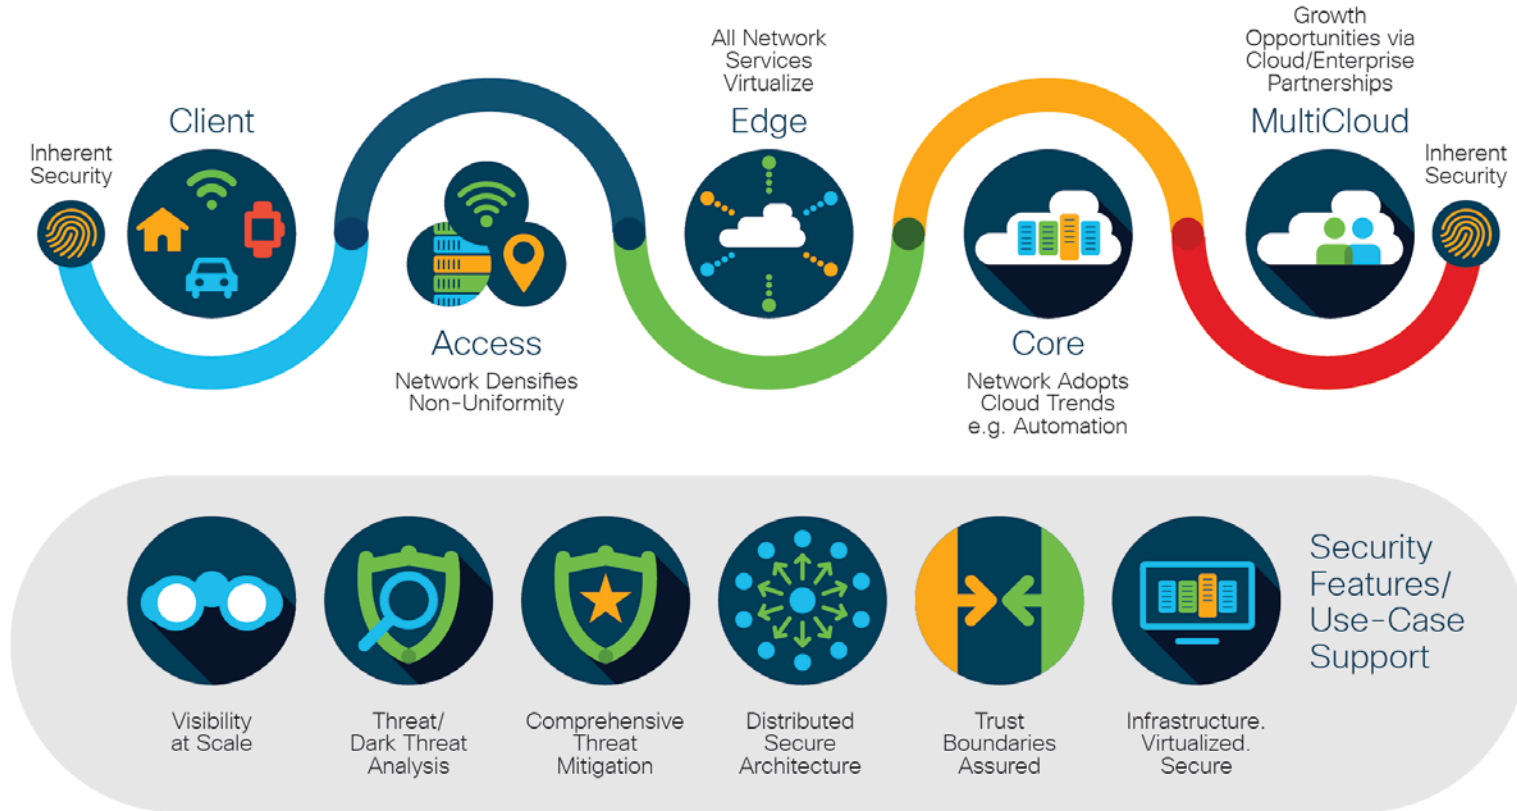 Inherent
Security
Client
Access
Network Densifies
Non-Uniformity
All Network
Services
Virtualize
Edge
Core
Network Adopts
Cloud Trends
e.g. Automation
Growth
Opportunities via
Cloud/Enterprise
Partnerships
MultiCloud
Inherent
Security
Visibility
at Scale
Threat/
Dark Threat
Analysis
Comprehensive
Threat
Mitigation
Distributed
Secure
Architecture
Trust
Boundaries
Assured
Infrastructure.
Virtualized.
Secure
Security
Features/
Use-Case
Support